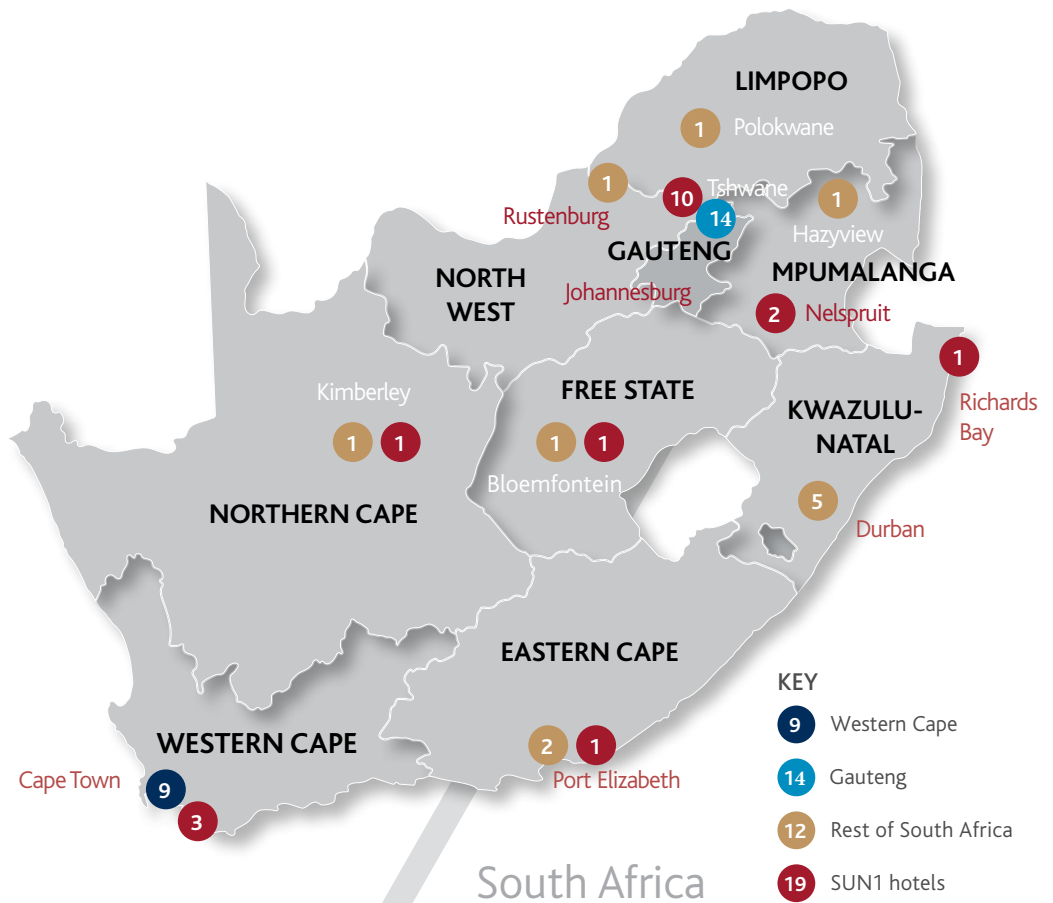 LIMPOPO
1 Polokwane
1
10 Tshwane
14
1
Rustenburg
Hazyview
GAUTENG
MPUMALANGA
NORTH
WEST
Johannesburg
2 Nelspruit
1
Richards
Bay
Kimberley
1 1
FREE STATE
1 1
Bloemfontein
KWAZULU-
NATAL
5
Durban
NORTHERN CAPE
EASTERN CAPE
2 1
Port Elizabeth
WESTERN CAPE
Cape Town 9
3
KEY
9 Western Cape
14 Gauteng
12 Rest of South Africa
19 SUN1 hotels
South Africa